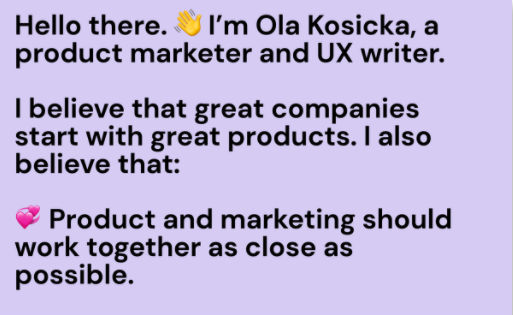 Hello there. 👋 I’m Ola Kosicka, a
product marketer and UX writer.
I believe that great companies
start with great products. I also
believe that:
💞 Product and marketing should
work together as close as
possible.